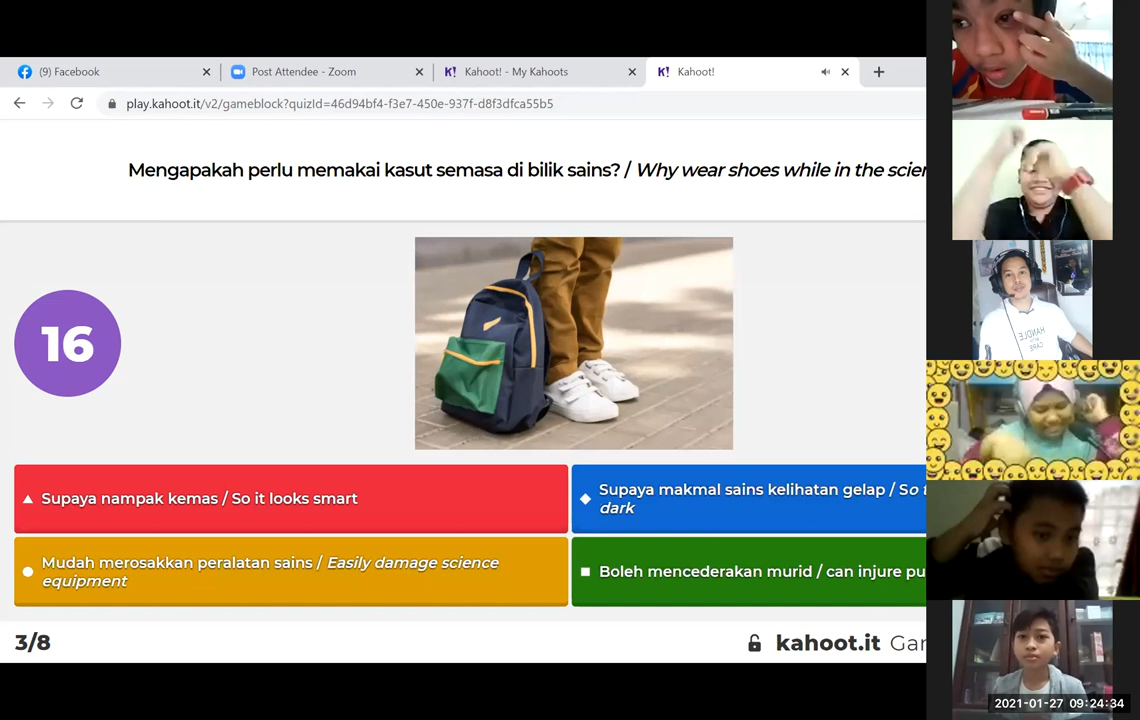 (9) Facebook
Post Attendee - Zoom
Kahoot! - My Kahoots
Kahoot!
play.kahoot.it/v2/gameblock?quizId=46d94bf4-f3e7-450e-937f-d8f3dfca55b5
Mengapakah perlu memakai kasut semasa di bilik sains? / Why wear shoes while in the
16
Supaya nampak kemas / So it looks smart
Supaya makmal sains kelihatan gelap / So
dark
Mudah merosakkan peralatan sains / Easily damage science
equipment
Boleh mencederakan murid / can injure
3/8
kahoot.it
HANDLE
WITH
CARE
2021-01-27 09:24:34